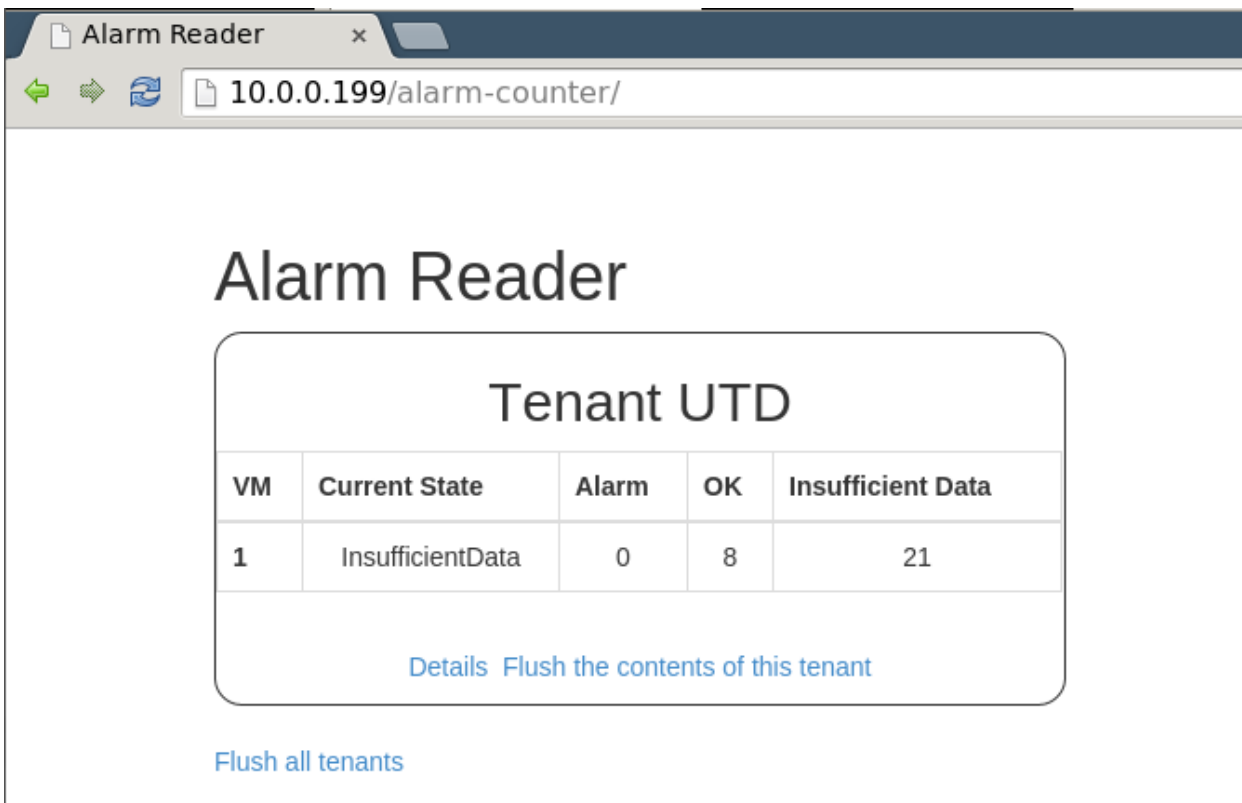 Alarm Reader ×
10.0.0.199/alarm-counter/
Alarm Reader
Tenant UTD
VM Current State Alarm OK Insufficient Data
1 InsufficientData 0 8 21
Details Flush the contents of this tenant
Flush all tenants